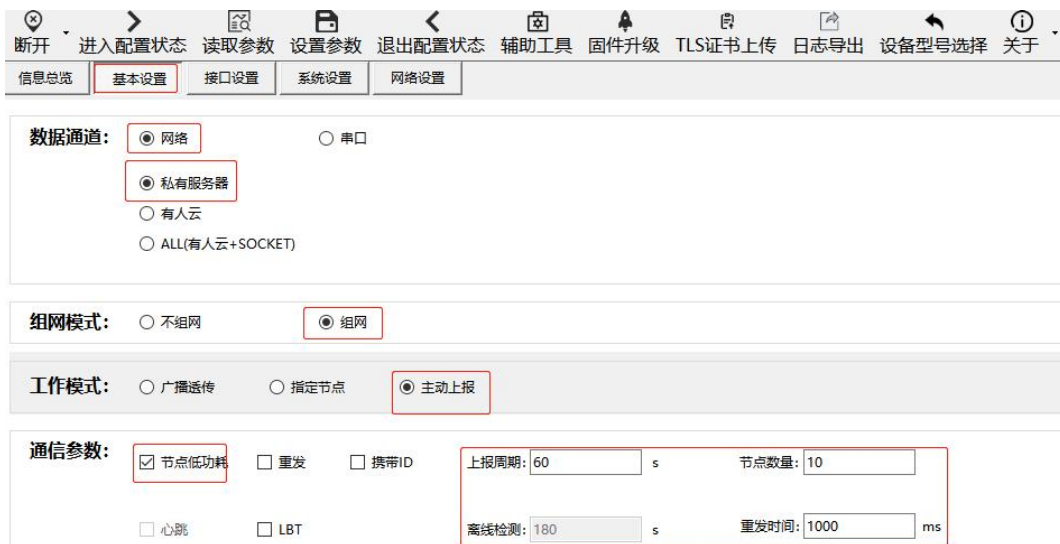 断开 进入配置状态 读取参数 设置参数 退出配置状态 辅助工具 固件升级 TLS证书上传 日志导出 设备型号选择 关于
信息总览 基本设置 接口设置 系统设置 网络设置
数据通道: 网络 串口
私有服务器
有人云
ALL(有人云+SOCKET)
组网模式: 不组网 组网
工作模式: 广播透传 指定节点 主动上报
通信参数: 节点低功耗 重发 携带ID 上报周期: 60 s 节点数量: 10
心跳 LBT 离线检测: 180 s 重发时间: 1000 ms